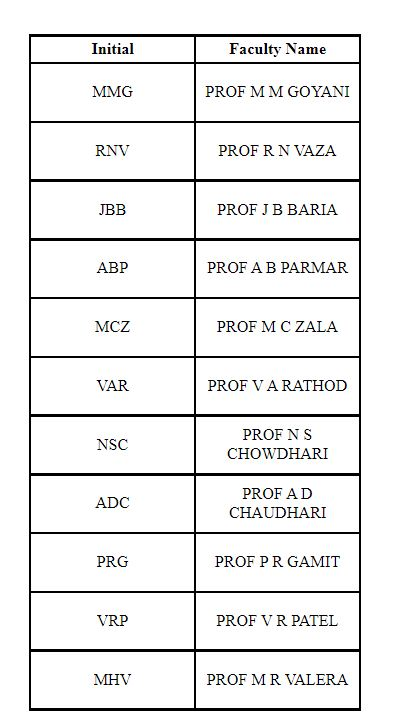 Initial Faculty Name
MMG PROF M M GOYANI
RNV PROF R N VAZA
JBB PROF J B BARIA
ABP PROF A B PARMAR
MCZ PROF M C ZALA
VAR PROF V A RATHOD
NSC PROF N S
CHOWDHARI
ADC PROF A D
CHAUDHARI
PRG PROF P R GAMIT
VRP PROF V R PATEL
MHV PROF M R VALERA